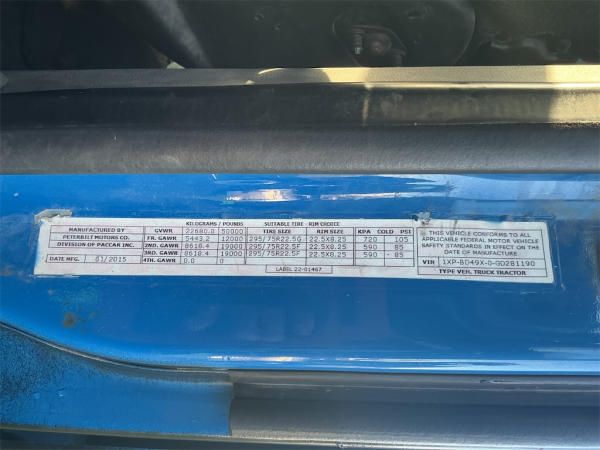 KILOGRAMS / POUNDS SUITABLE TIRE - RIM CHOICE
MANUFACTURED BY GVWR 22680.0 50000 TIRE SIZE RIM SIZE KPA COLD PSI
PETERBILT MOTORS CO. FR. GAWR 5443.2 12000 295/75R22.5G 22.5X8.25 720 105
DIVISION OF PACCAR INC. 2ND. GAWR 8618.4 19000 295/75R22.5F 22.5X8.25 590 85
3RD. GAWR 8618.4 19000 295/75R22.5F 22.5X8.25 590 - 85
DATE MFG. 01/2015 4TH. GAWR 0.0 0
LABEL 22-01467
THIS VEHICLE CONFORMS TO ALL
APPLICABLE FEDERAL MOTOR VEHICLE
SAFETY STANDARDS IN EFFECT ON THE
DATE OF MANUFACTURE.
VIN 1XP-BD49X-0-GD281190
TYPE VEH. TRUCK TRACTOR